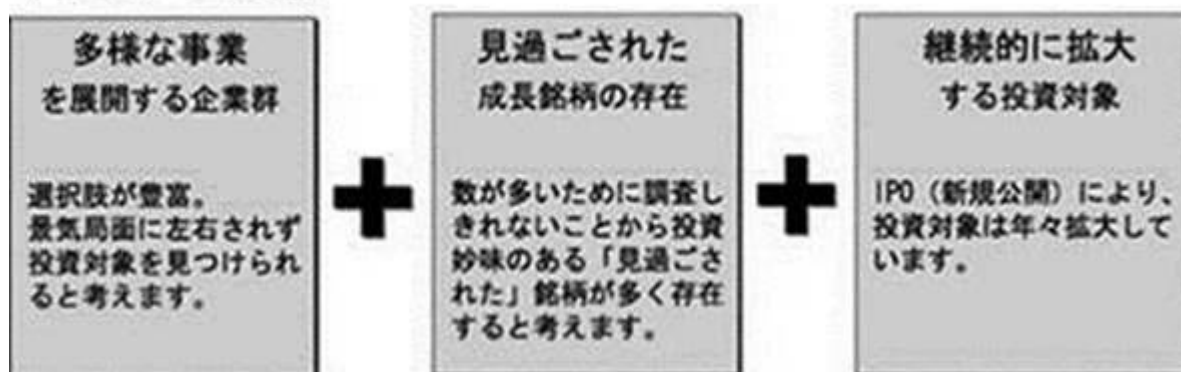 多様な事業
を展開する企業群
選択肢が豊富。
景気局面に左右されず
投資対象を見つけられ
ると考えます。
見過ごされた
成長銘柄の存在
数が多いために調査し
きれないことから投資
妙味のある「見過ごさ
れた」銘柄が多く存在
すると考えます。
継続的に拡大
する投資対象
IPO（新規公開）により、
投資対象は年々拡大して
います。